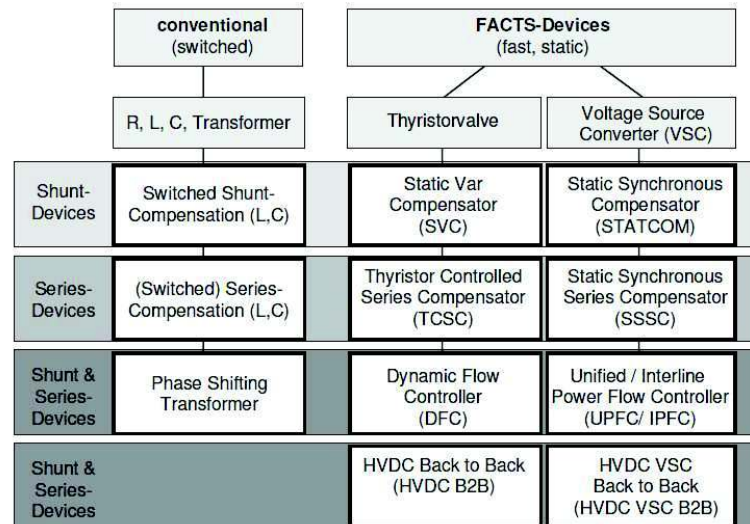 conventional
(switched)
FACTS-Devices
(fast, static)
R, L, C, Transformer
Thyristorvalve
Voltage Source
Converter (VSC)
Shunt-
Devices
Switched Shunt-
Compensation (L,C)
Static Var
Compensator
(SVC)
Static Synchronous
Compensator
(STATCOM)
Series-
Devices
(Switched) Series-
Compensation (L,C)
Thyristor Controlled
Series Compensator
(TCSC)
Static Synchronous
Series Compensator
(SSSC)
Shunt &
Series-
Devices
Phase Shifting
Transformer
Dynamic Flow
Controller
(DFC)
Unified / Interline
Power Flow Controller
(UPFC/ IPFC)
Shunt &
Series-
Devices
HVDC Back to Back
(HVDC B2B)
HVDC VSC
Back to Back
(HVDC VSC B2B)